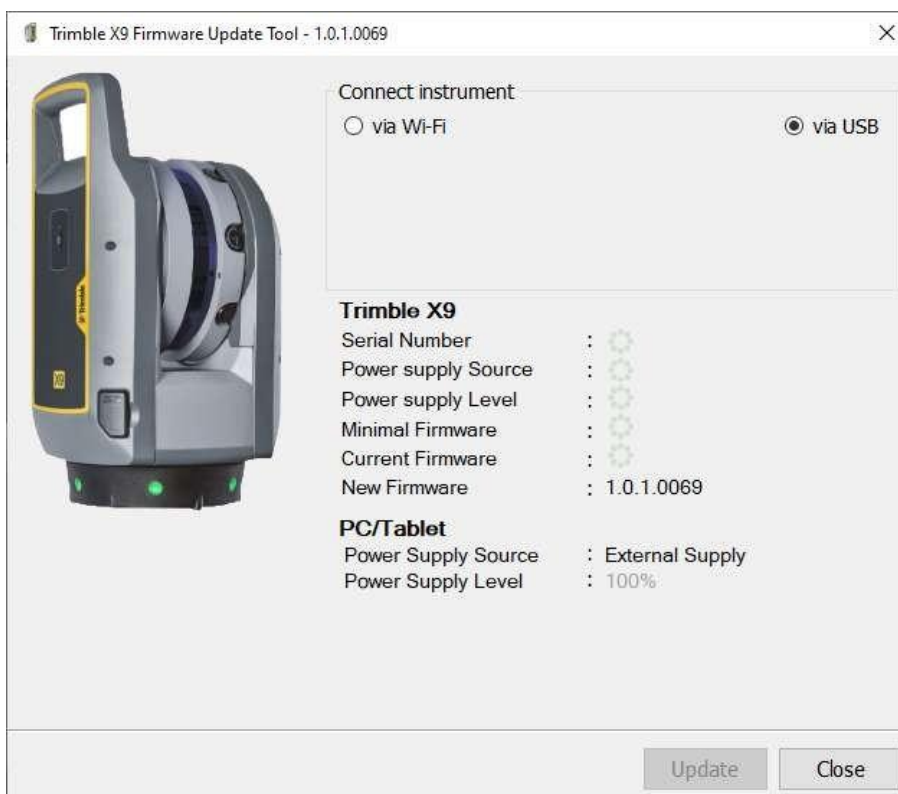 Trimble X9 Firmware Update Tool - 1.0.1.0069
Connect instrument
via Wi-Fi
via USB
Trimble
X9
Trimble X9
Serial Number :
Power supply Source :
Power supply Level :
Minimal Firmware :
Current Firmware :
New Firmware : 1.0.1.0069
PC/Tablet
Power Supply Source : External Supply
Power Supply Level : 100%
Update
Close